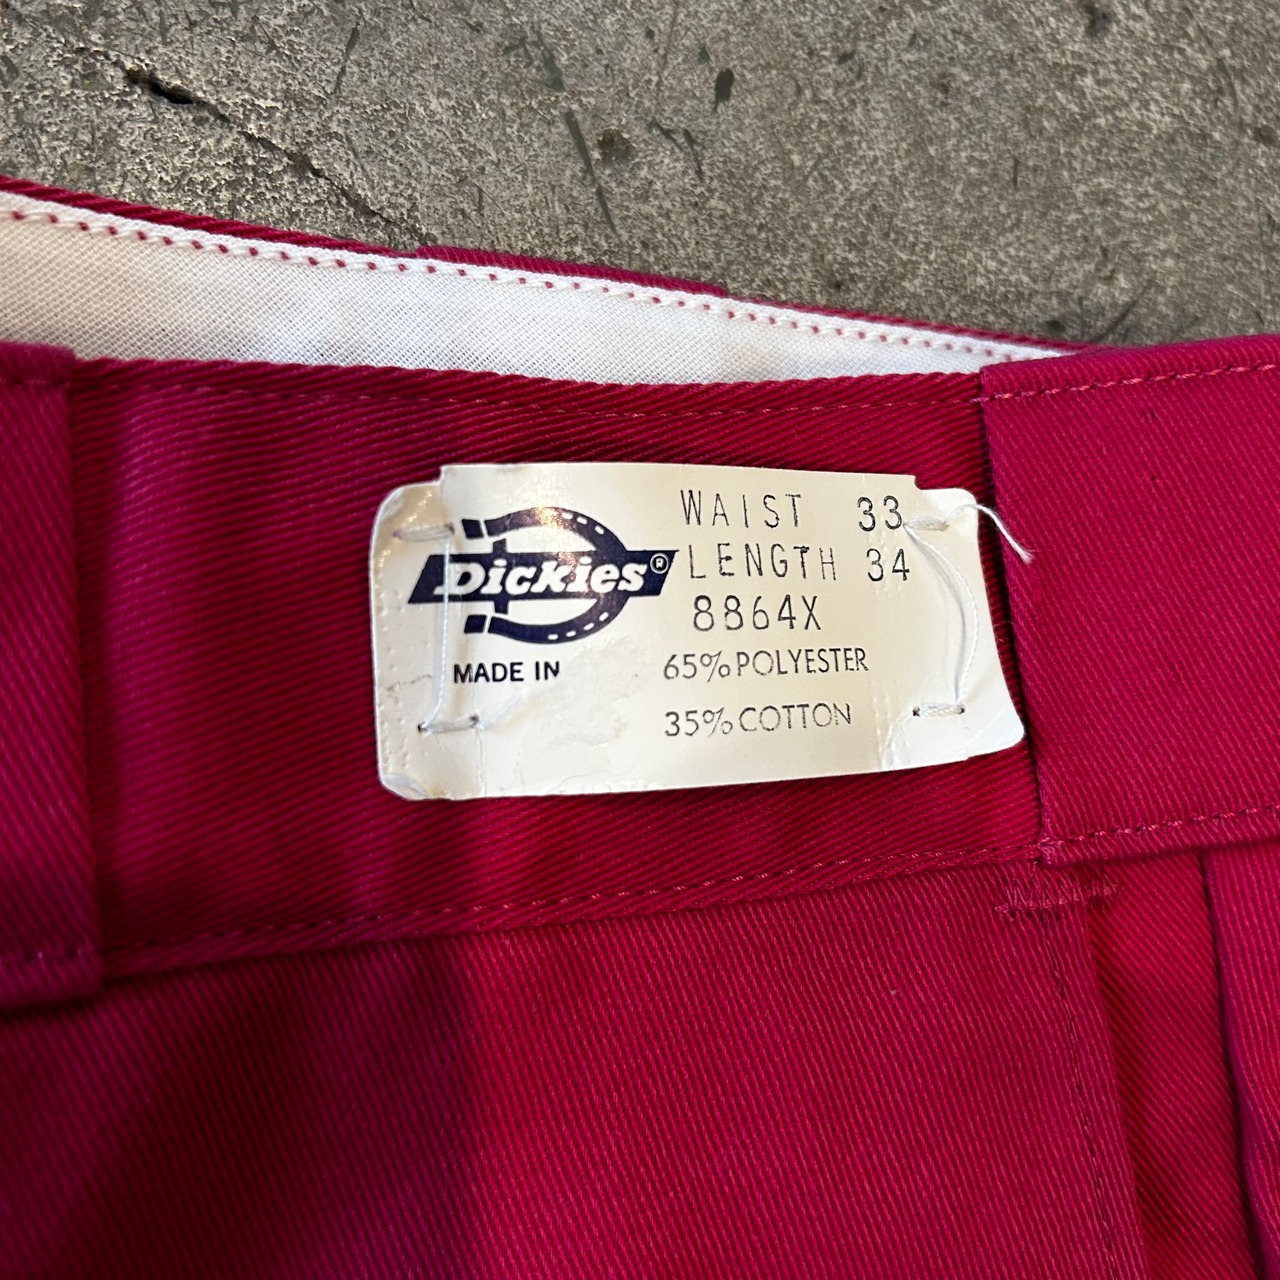 Dickies®
WAIST 33
LENGTH 34
8864X
MADE IN
65% POLYESTER
35% COTTON